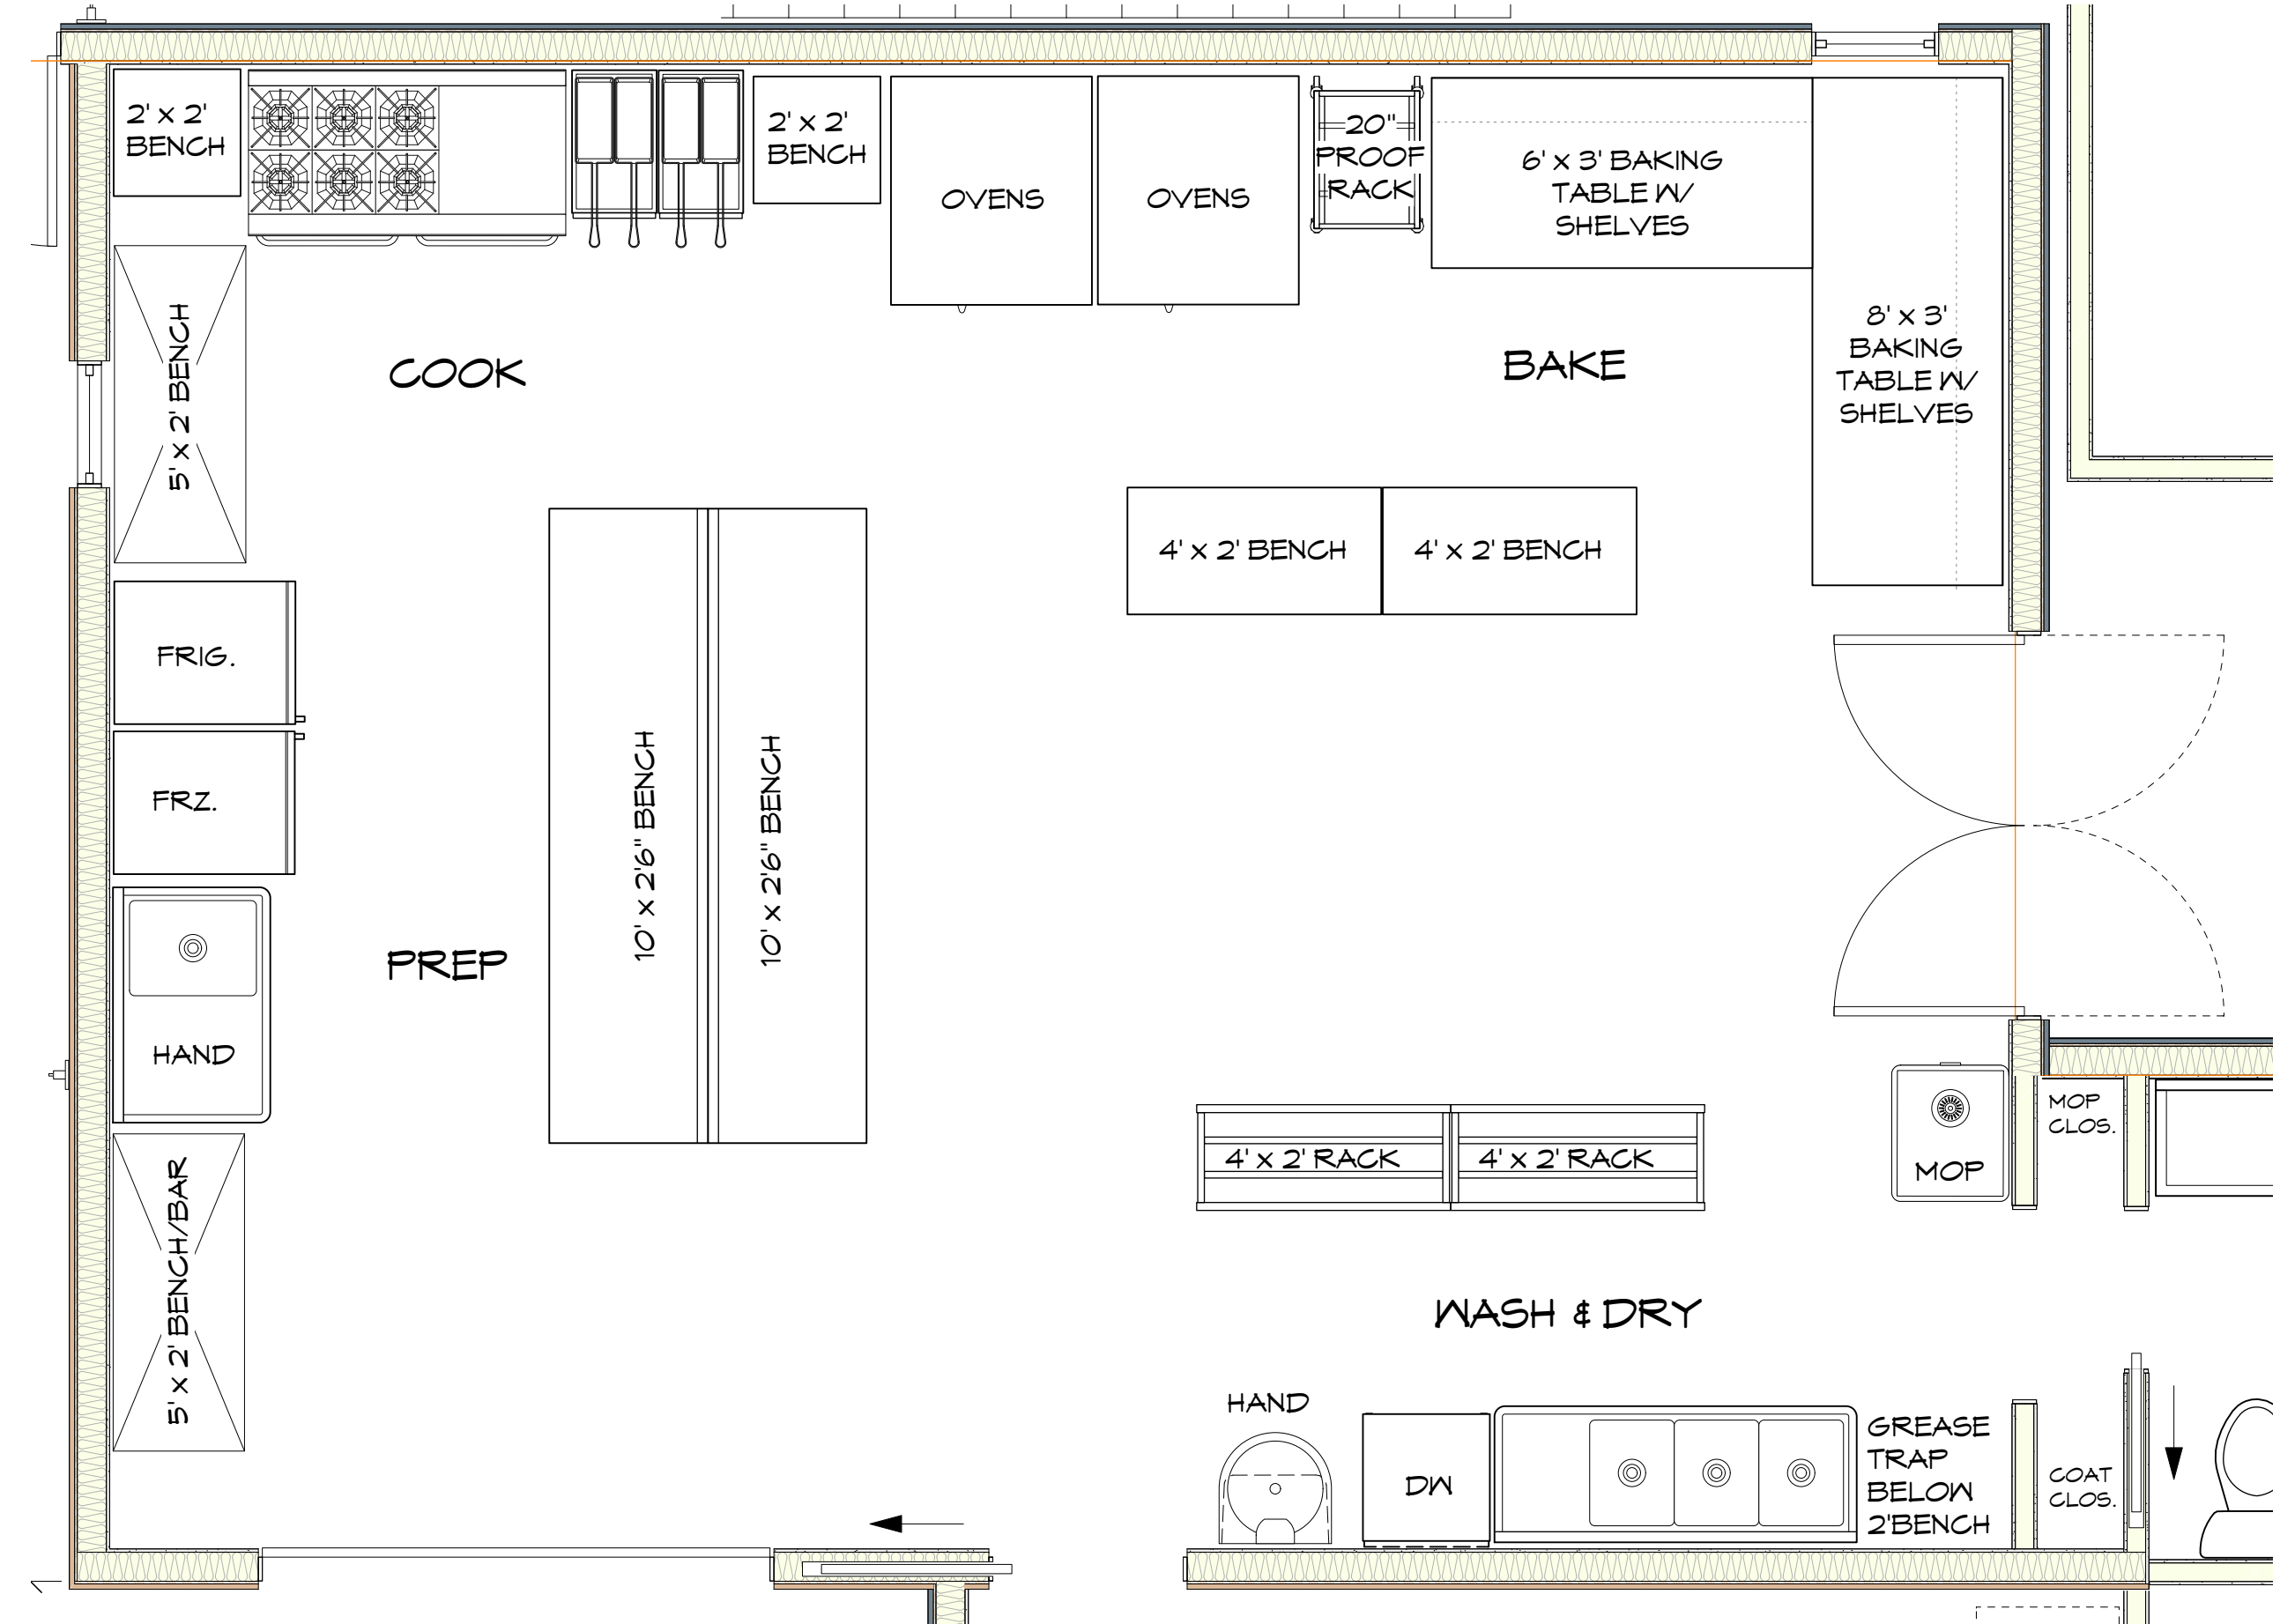 2' x 2'
BENCH
2' x 2'
BENCH
OVENS
OVENS
20"
PROOF
RACK
6' x 3' BAKING
TABLE W/
SHELVES
8' x 3'
BAKING
TABLE W/
SHELVES
5' x 2' BENCH
COOK
BAKE
4' x 2' BENCH
4' x 2' BENCH
FRIG.
FRZ.
10' x 2'6" BENCH
10' x 2'6" BENCH
PREP
HAND
5' x 2' BENCH/BAR
4' x 2' RACK
4' x 2' RACK
MOP
MOP
CLOS.
WASH & DRY
HAND
DW
GREASE
TRAP
BELOW
2'BENCH
COAT
CLOS.